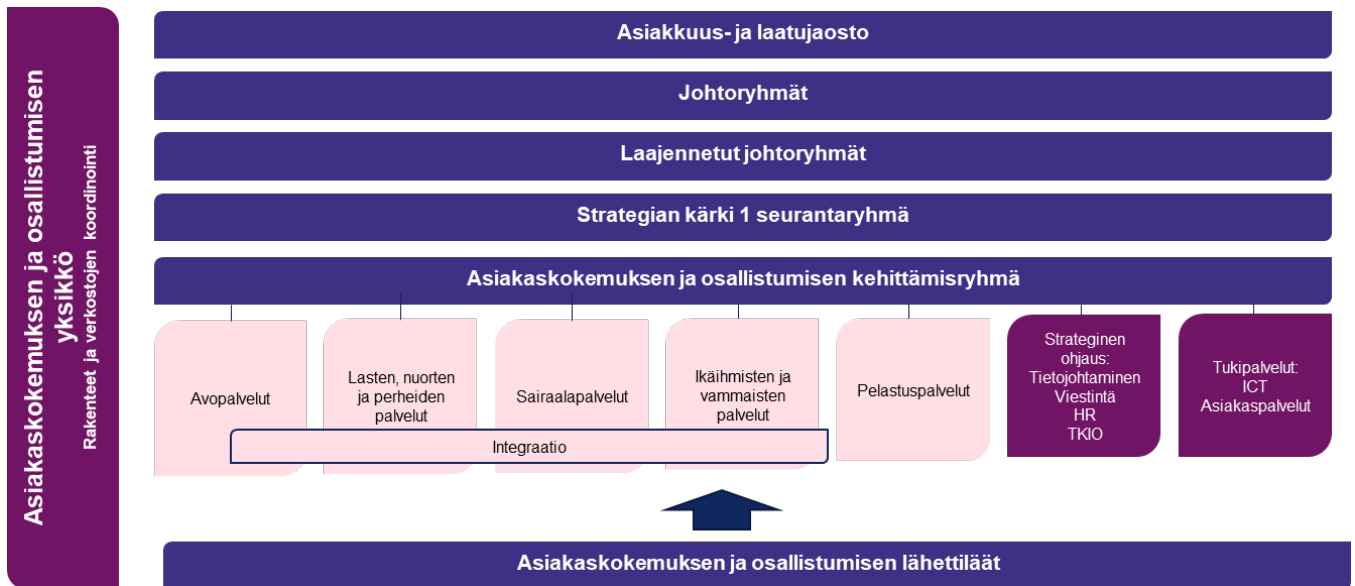 Asiakaskokemuksen ja osallistumisen
yksikkö
Rakenteet ja verkostojen koordinointi
Asiakkuus- ja laatujaosto
Johtoryhmät
Laajennetut johtoryhmät
Strategian kärki 1 seurantaryhmä
Asiakaskokemuksen ja osallistumisen kehittämisryhmä
Avopalvelut
Lasten, nuorten
ja perheiden
palvelut
Sairaalapalvelut
Ikäihmisten ja
vammaisten
palvelut
Pelastuspalvelut
Strateginen
ohjaus:
Tietojohtaminen
Viestintä
HR
TKIO
Tukipalvelut:
ICT
Asiakaspalvelut
Integraatio
Asiakaskokemuksen ja osallistumisen lähettiläät